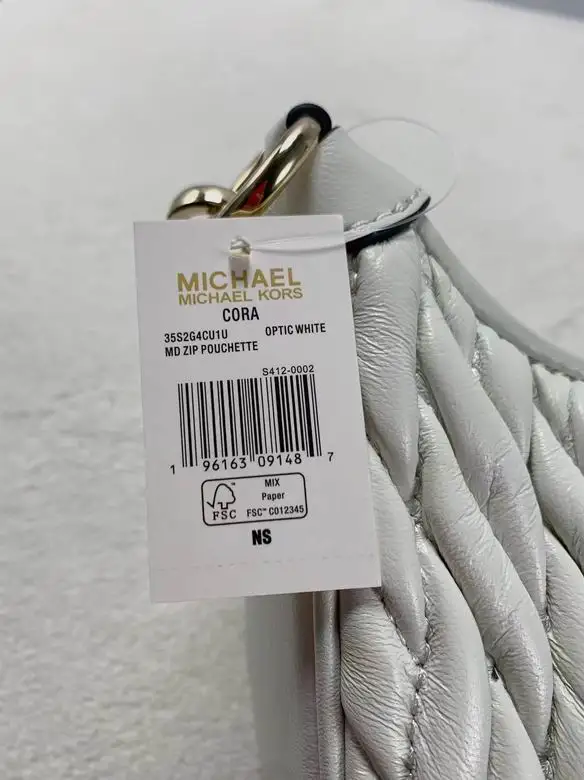 MICHAEL
MICHAEL KORS
CORA
35S2G4CU1U OPTIC WHITE
MD ZIP POUCHETTE
S412-0002
1 96163 09148 7
FSC™
MIX
Paper
FSC™ C012345
NS